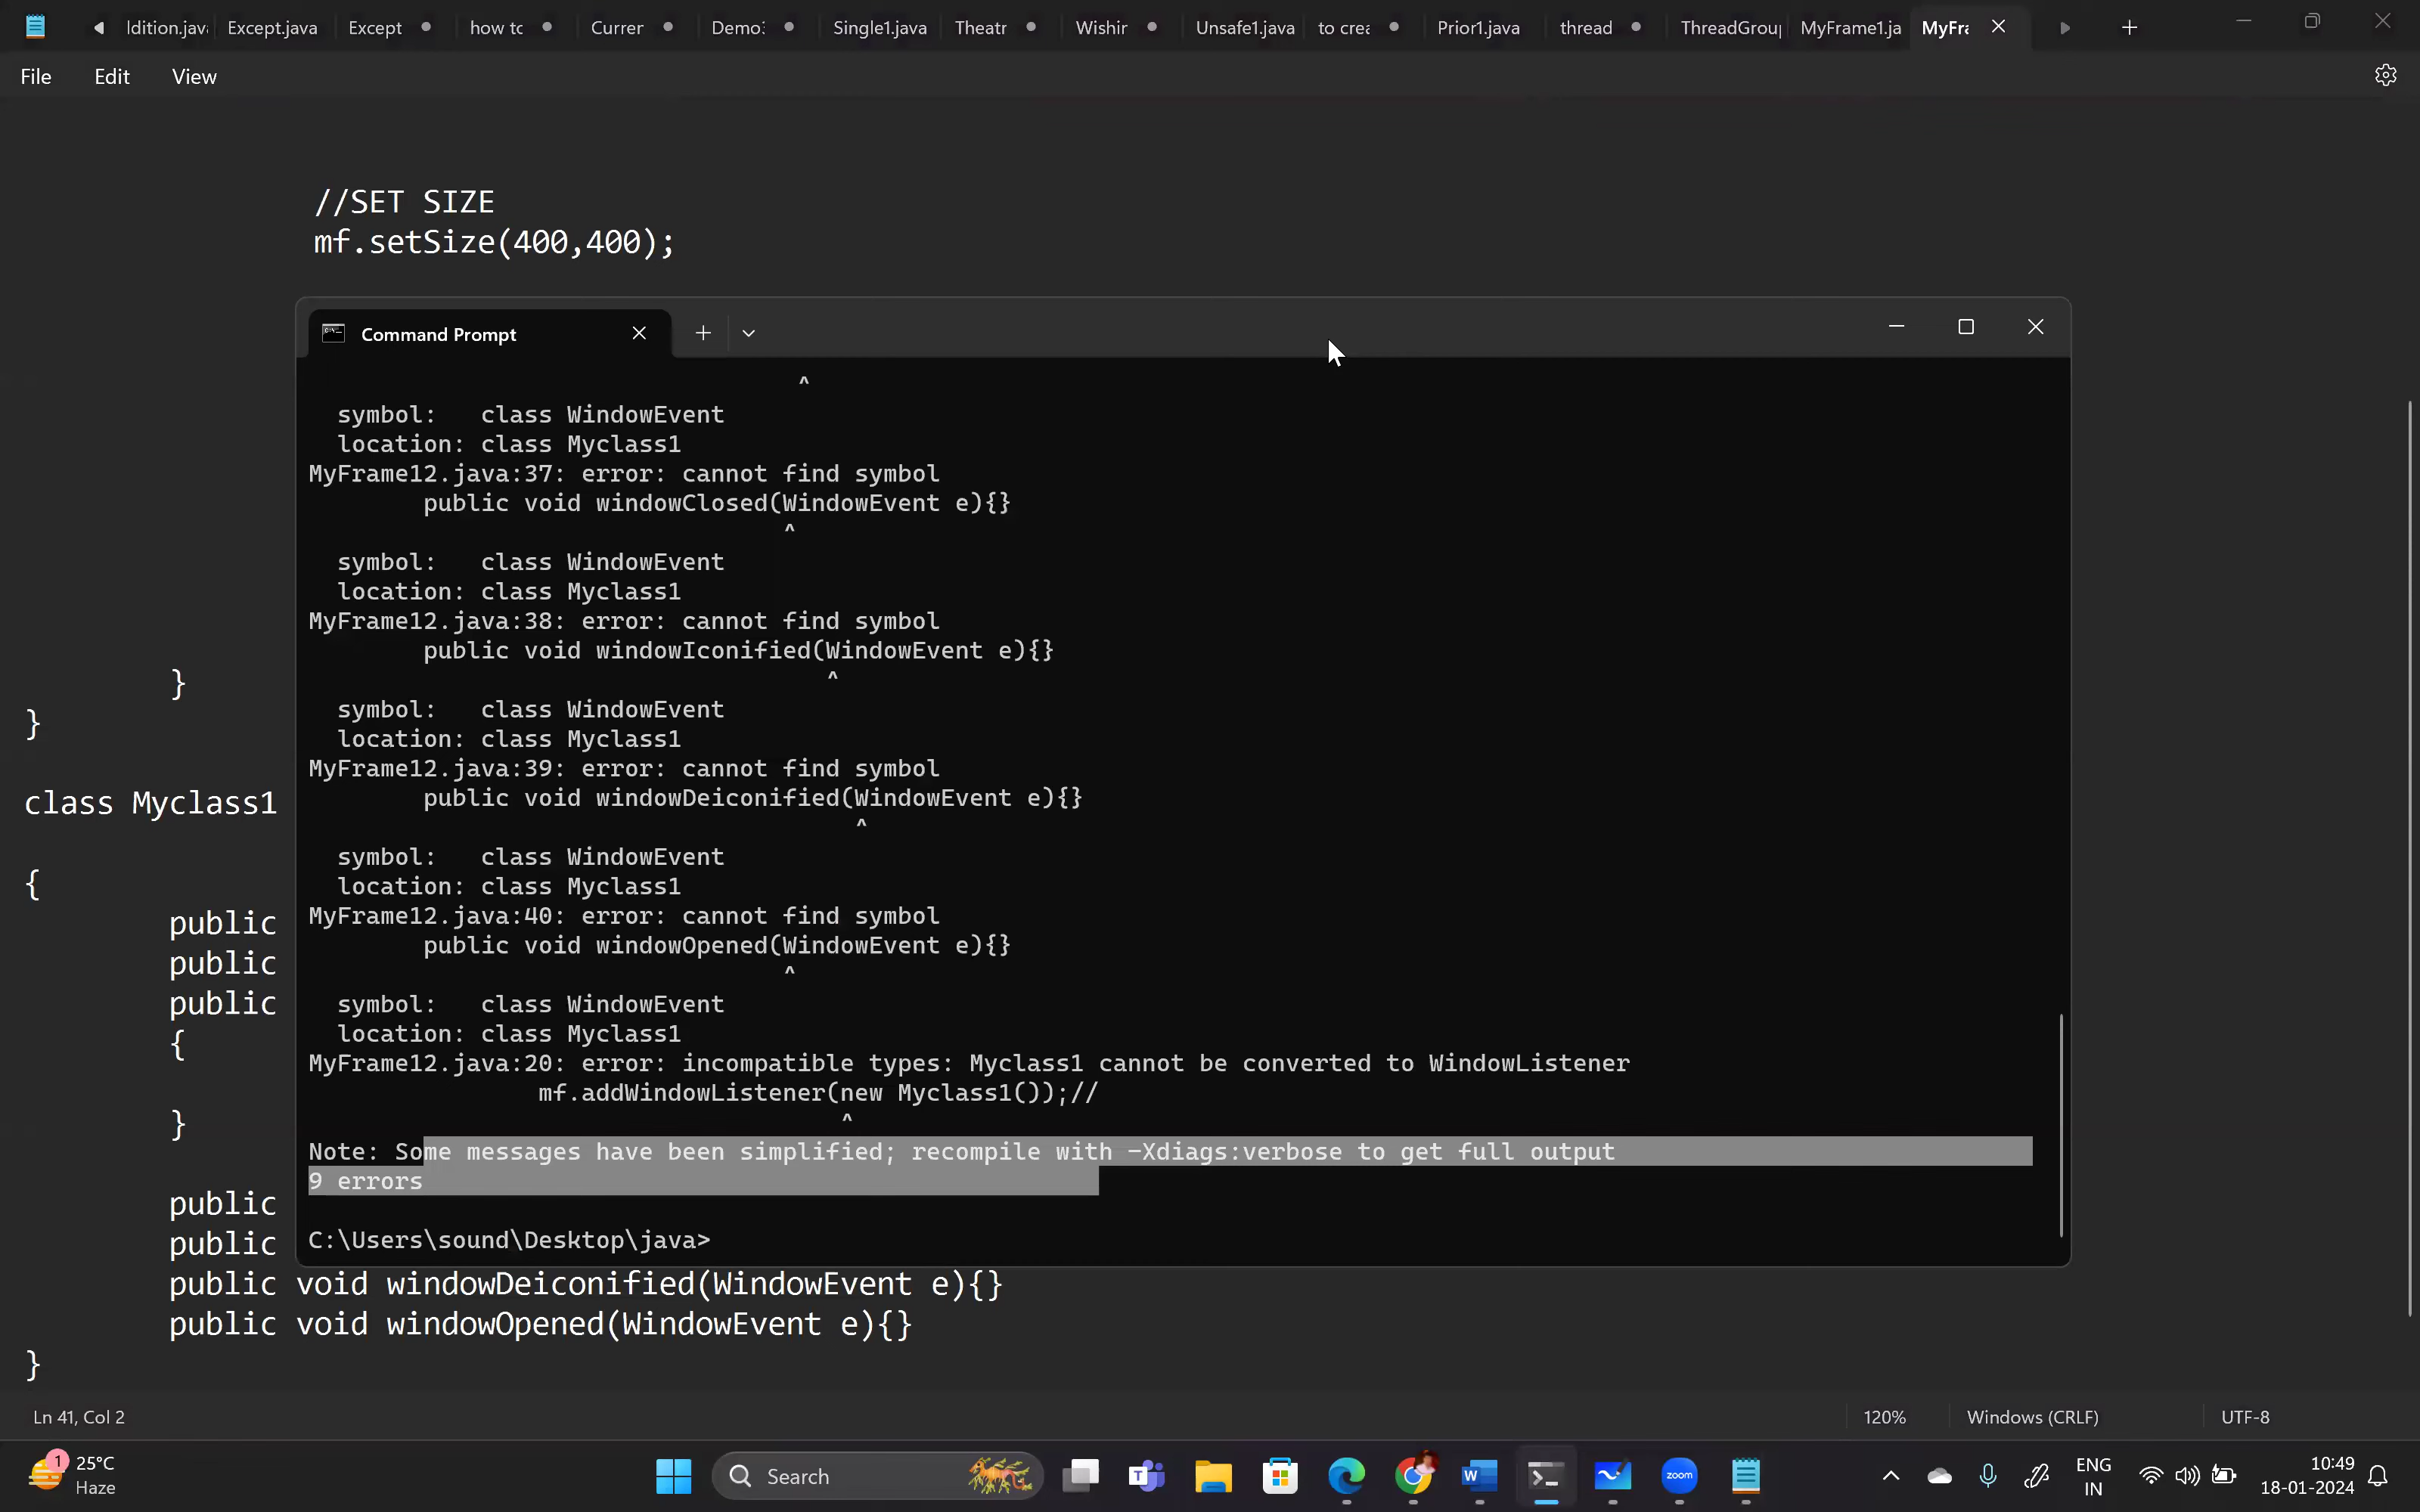 ldition.java Except.java Except how to Currer Demo: Single1.java Theatr Wishir Unsafe1.java to crea Prior1.java thread ThreadGrou MyFrame1.ja MyFra
File Edit View
//SET SIZE
mf.setSize(400,400);
Command Prompt
^
symbol: class WindowEvent
location: class Myclass1
MyFrame12.java:37: error: cannot find symbol
public void windowClosed(WindowEvent e){}
^
symbol: class WindowEvent
location: class Myclass1
MyFrame12.java:38: error: cannot find symbol
public void windowIconified(WindowEvent e){}
^
symbol: class WindowEvent
location: class Myclass1
MyFrame12.java:39: error: cannot find symbol
public void windowDeiconified(WindowEvent e){}
^
symbol: class WindowEvent
location: class Myclass1
MyFrame12.java:40: error: cannot find symbol
public void windowOpened(WindowEvent e){}
^
symbol: class WindowEvent
location: class Myclass1
MyFrame12.java:20: error: incompatible types: Myclass1 cannot be converted to WindowListener
mf.addWindowListener(new Myclass1());//
^
Note: Some messages have been simplified; recompile with -Xdiags:verbose to get full output
9 errors
C:\Users\sound\Desktop\java>
}
}
class Myclass1
{
public
public
public
{
}
public
public
public void windowDeiconified(WindowEvent e){}
public void windowOpened(WindowEvent e){}
}
Ln 41, Col 2 120% Windows (CRLF) UTF-8
1 25°C
Haze
Search
zoom
ENG
IN
10:49
18-01-2024